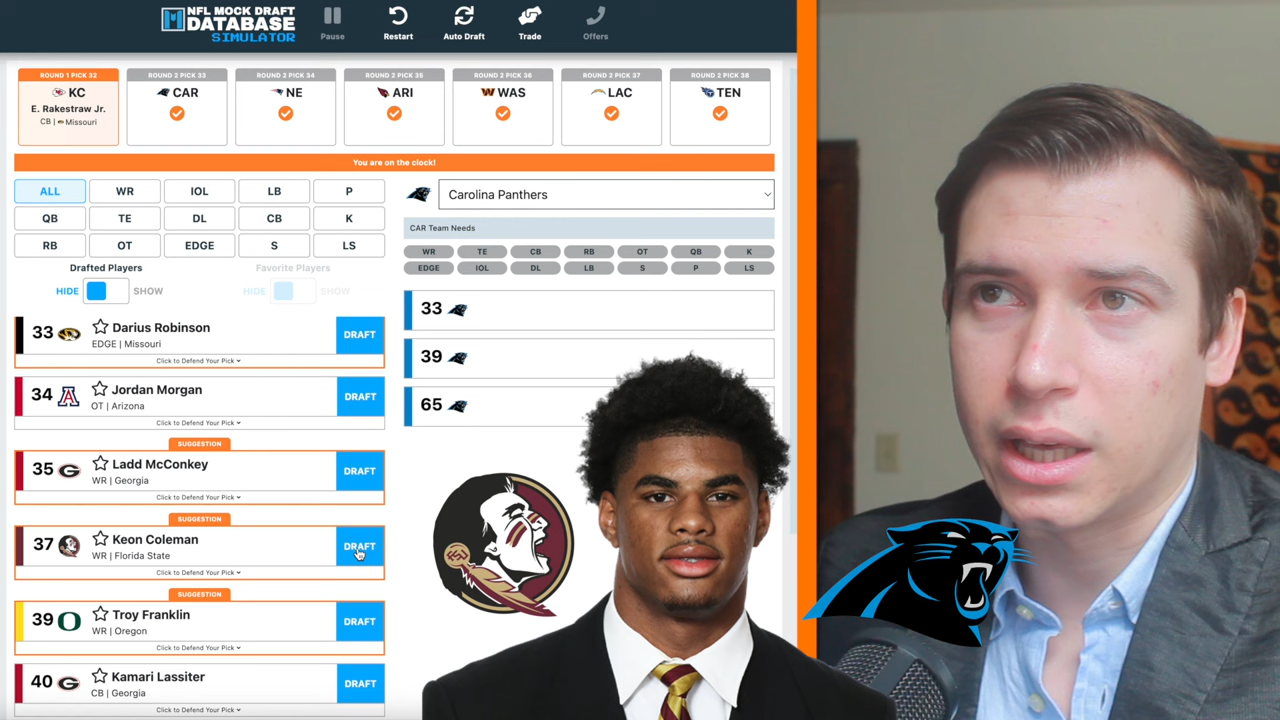 NFL MOCK DRAFT
DATABASE
SIMULATOR
Pause
Restart
Auto Draft
Trade
Offers
ROUND 1 PICK 32
KC
E. Rakestraw Jr.
CB | Missouri
ROUND 2 PICK 33
CAR
ROUND 2 PICK 34
NE
ROUND 2 PICK 35
ARI
ROUND 2 PICK 36
WAS
ROUND 2 PICK 37
LAC
ROUND 2 PICK 38
TEN
You are on the clock!
ALL WR IOL LB P
QB TE DL CB K
RB OT EDGE S LS
Drafted Players
HIDE SHOW
Favorite Players
HIDE SHOW
33 Darius Robinson
EDGE | Missouri
DRAFT
Click to Defend Your Pick
34 Jordan Morgan
OT | Arizona
DRAFT
Click to Defend Your Pick
SUGGESTION
35 Ladd McConkey
WR | Georgia
DRAFT
Click to Defend Your Pick
SUGGESTION
37 Keon Coleman
WR | Florida State
DRAFT
Click to Defend Your Pick
SUGGESTION
39 Troy Franklin
WR | Oregon
DRAFT
Click to Defend Your Pick
40 Kamari Lassiter
CB | Georgia
DRAFT
Click to Defend Your Pick
Carolina Panthers
CAR Team Needs
WR TE CB RB OT QB K
EDGE IOL DL LB S P LS
33
39
65
FSU